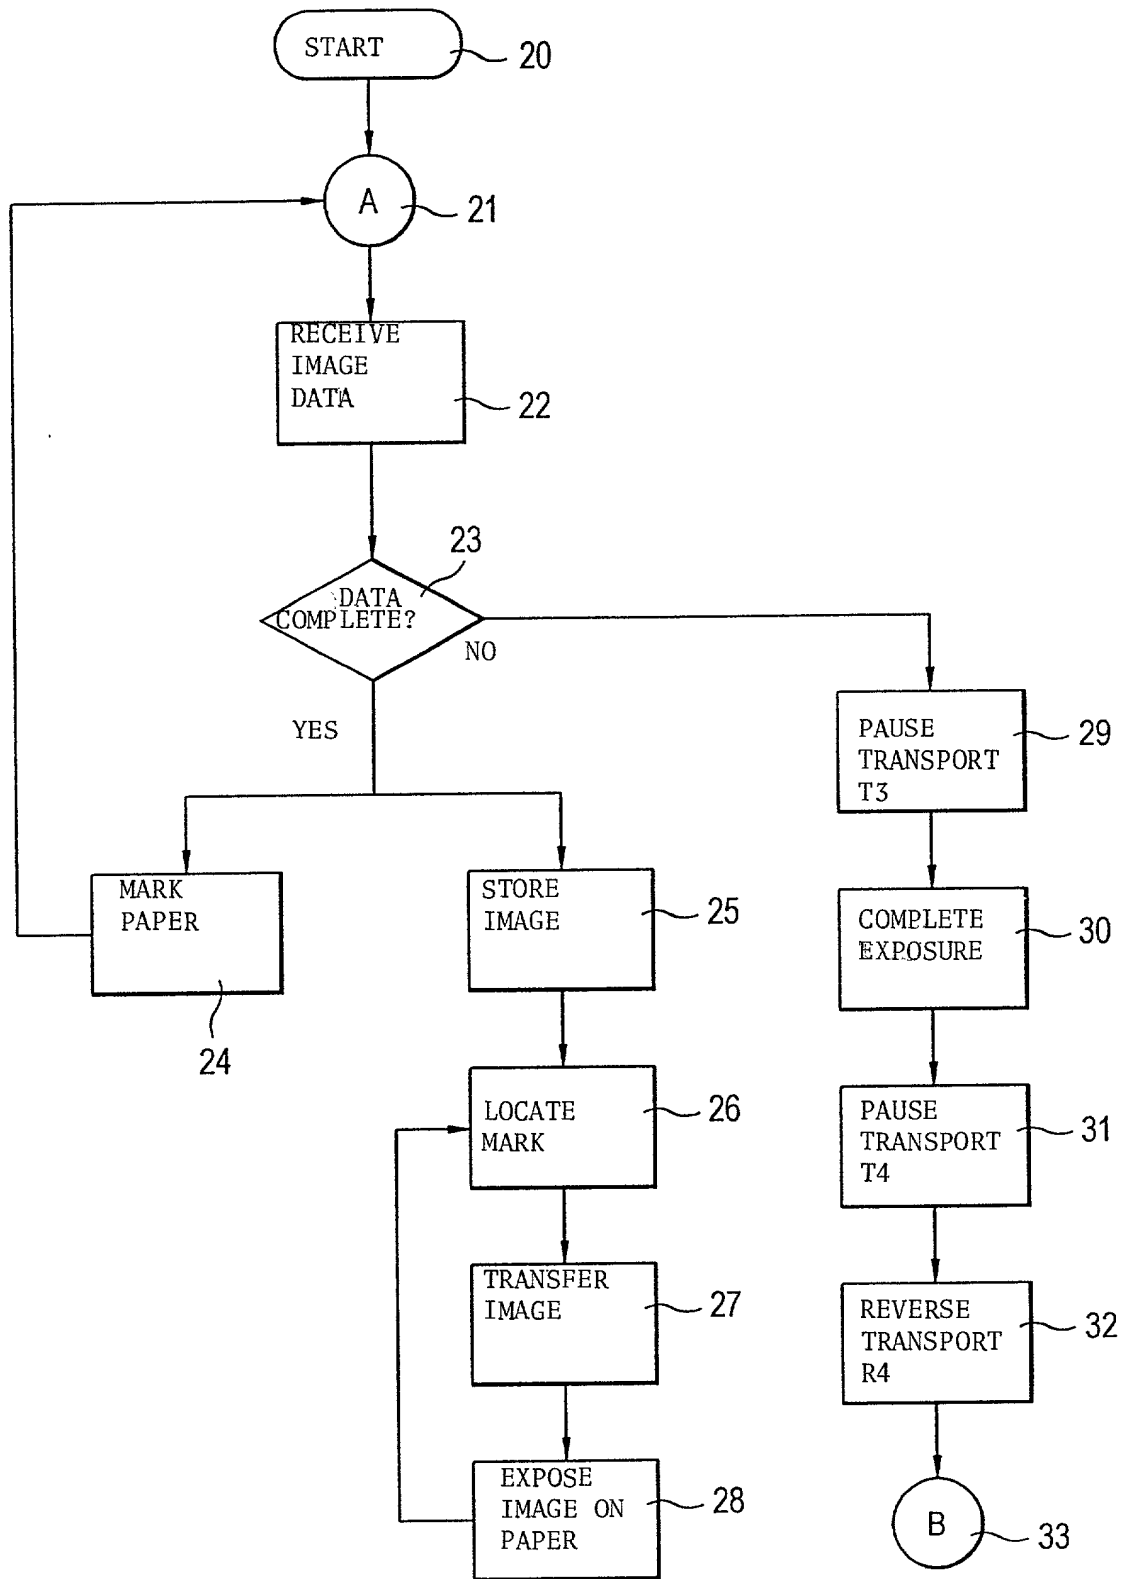 START
20
A
21
RECEIVE
IMAGE
DATA
22
23
DATA
COMPLETE?
NO
YES
PAUSE
TRANSPORT
T3
29
MARK
PAPER
24
STORE
IMAGE
25
COMPLETE
EXPOSURE
30
LOCATE
MARK
26
PAUSE
TRANSPORT
T4
31
TRANSFER
IMAGE
27
REVERSE
TRANSPORT
R4
32
EXPOSE
IMAGE ON
PAPER
28
B
33